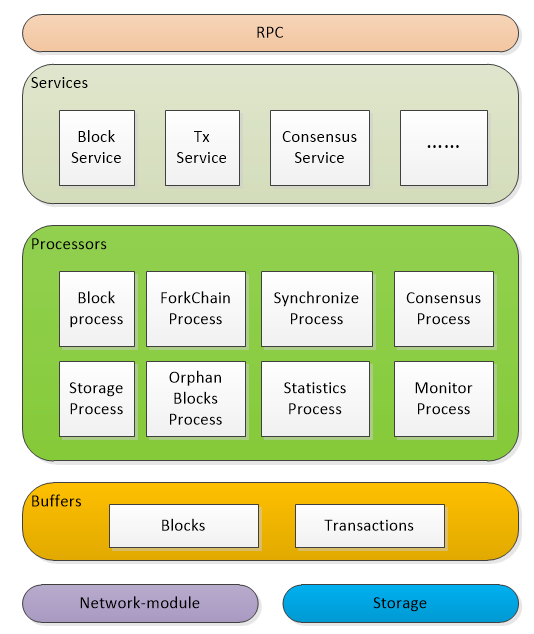 RPC
Services
Block
Service
Tx
Service
Consensus
Service
......
Processors
Block
process
ForkChain
Process
Synchronize
Process
Consensus
Process
Storage
Process
Orphan
Blocks
Process
Statistics
Process
Monitor
Process
Buffers
Blocks
Transactions
Network-module
Storage